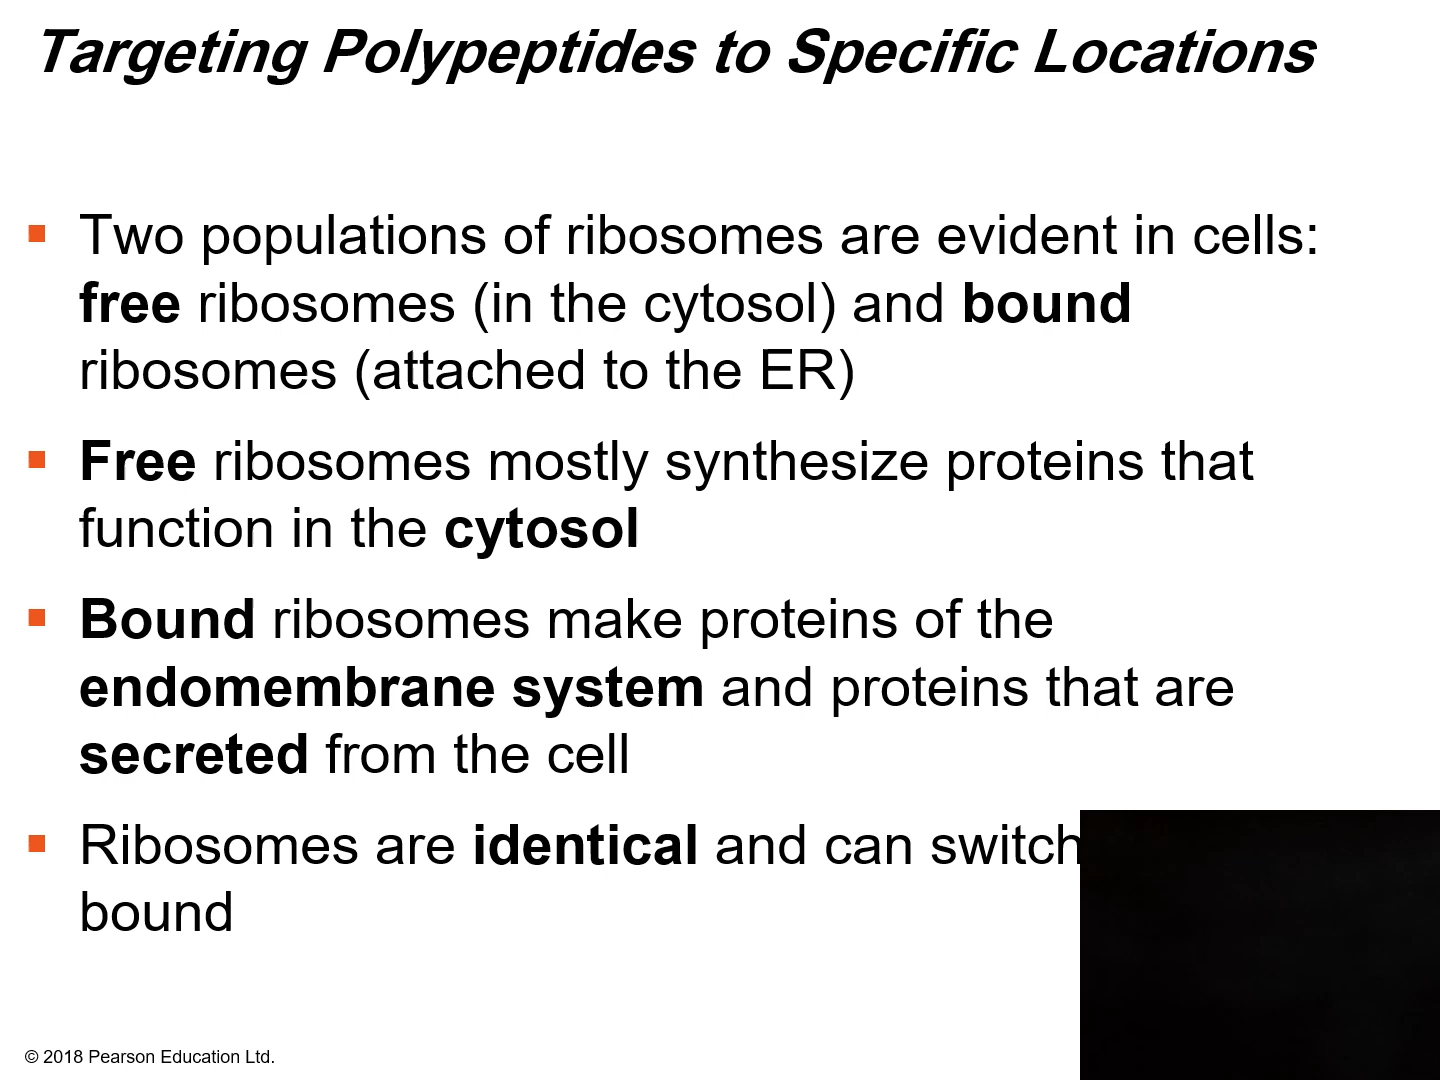 Targeting Polypeptides to Specific Locations
Two populations of ribosomes are evident in cells:
free ribosomes (in the cytosol) and bound
ribosomes (attached to the ER)
Free ribosomes mostly synthesize proteins that
function in the cytosol
Bound ribosomes make proteins of the
endomembrane system and proteins that are
secreted from the cell
Ribosomes are identical and can switch
bound
© 2018 Pearson Education Ltd.